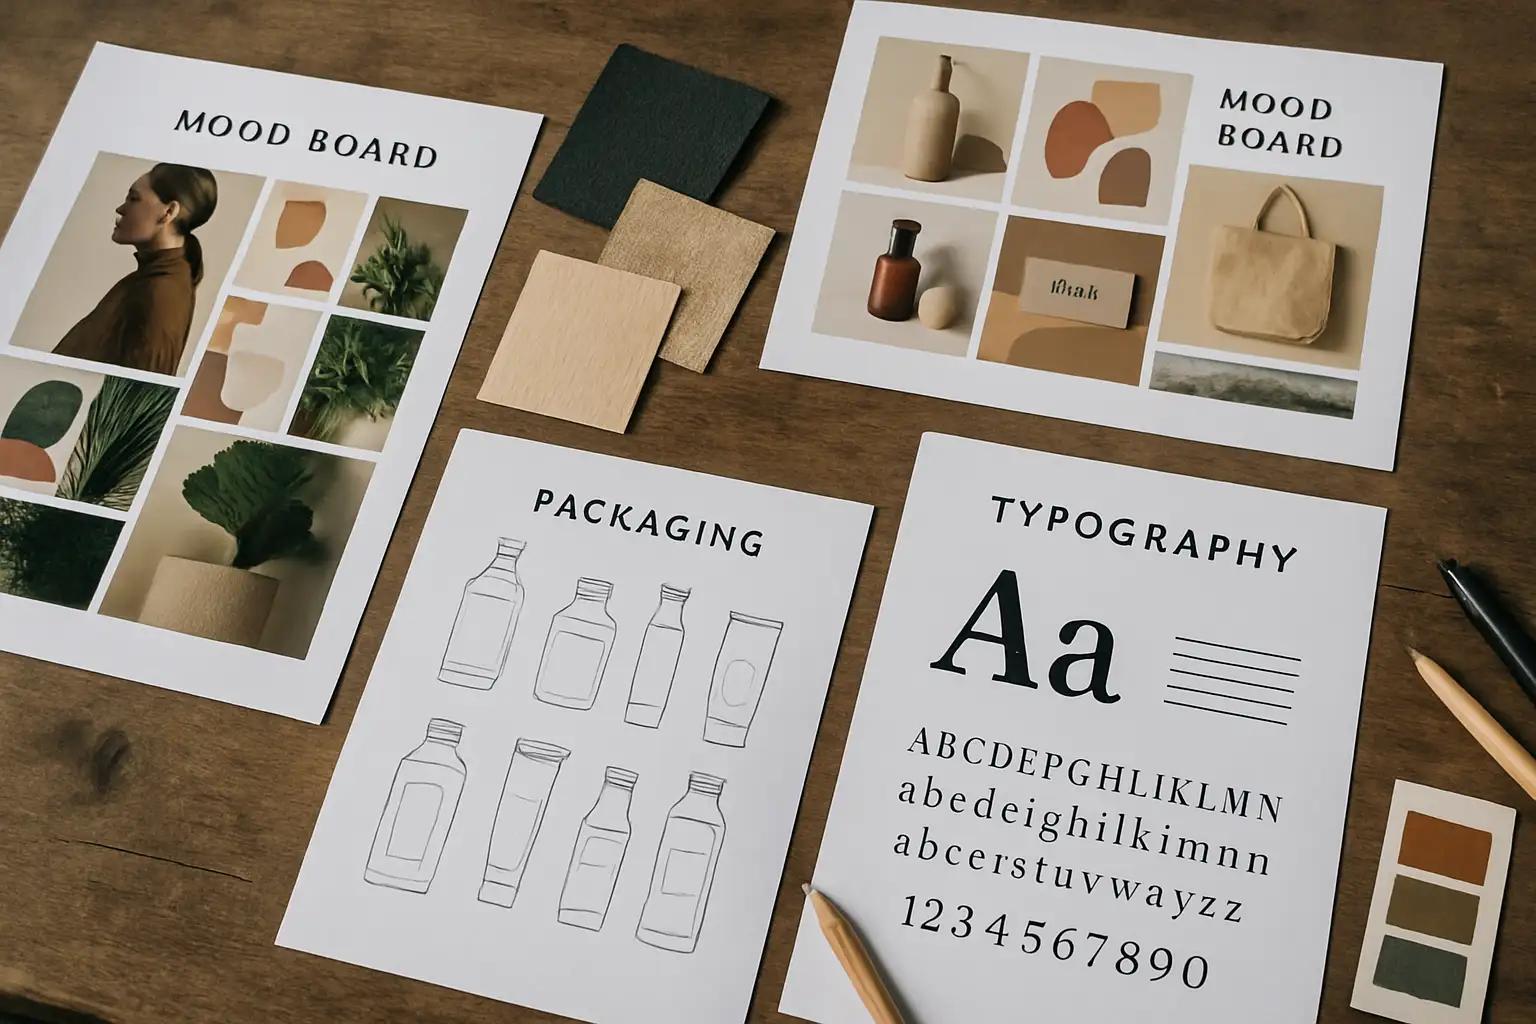 MOOD BOARD
MOOD
BOARD
PACKAGING
TYPOGRAPHY
Aa
ABCDEPGHLIKLMN
abedeighilkimnn
abcerstuvwayzz
1234567890